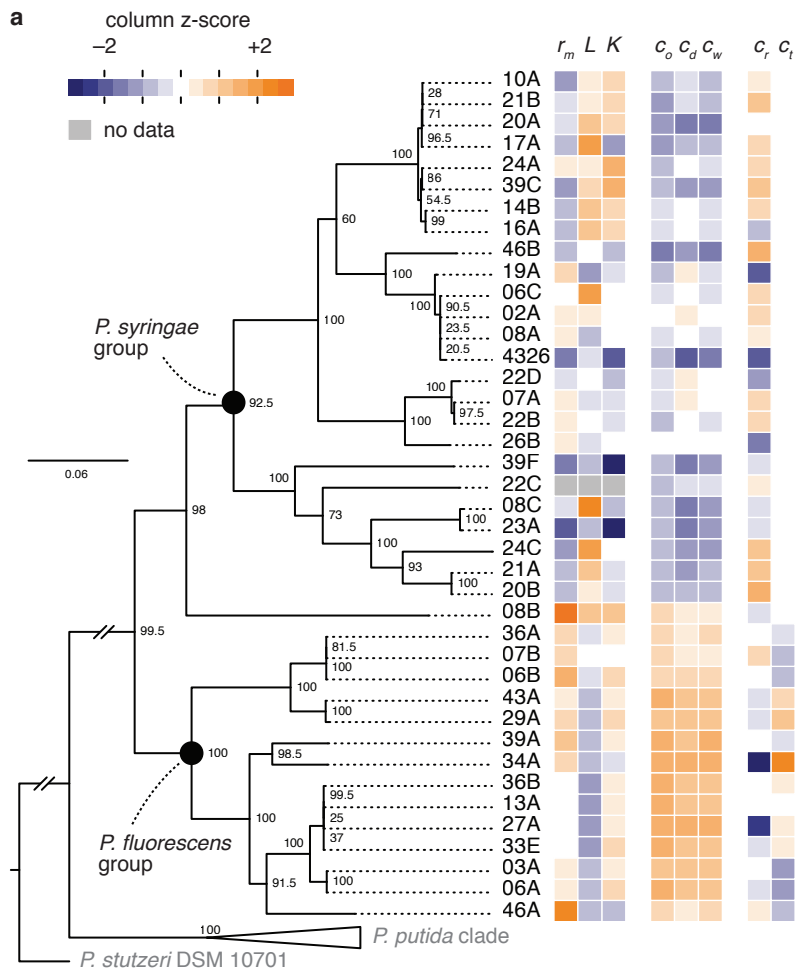 a
column z-score
−2 +2
no data
r_m L K c_o c_d c_w c_r c_t
10A
28
21B
71
20A
96.5
17A
100
24A
86
39C
54.5
14B
99
16A
60
46B
100
19A
100
06C
90.5
02A
23.5
08A
20.5
4326
P. syringae
group
100
22D
100
07A
97.5
22B
100
26B
92.5
0.06
39F
100
22C
73
08C
100
23A
100
24C
93
21A
100
20B
98
08B
99.5
36A
81.5
07B
100
06B
100
43A
100
29A
100
39A
98.5
34A
P. fluorescens
group
100
36B
99.5
13A
25
27A
37
33E
100
03A
100
06A
91.5
46A
100
P. putida clade
P. stutzeri DSM 10701